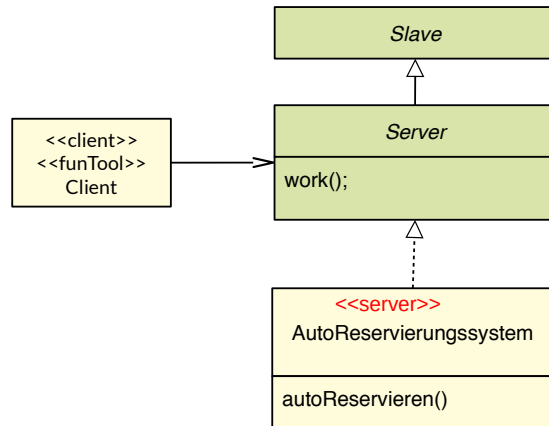 Slave
Server
work();
<<client>>
<<funTool>>
Client
<<server>>
AutoReservierungssystem
autoReservieren()